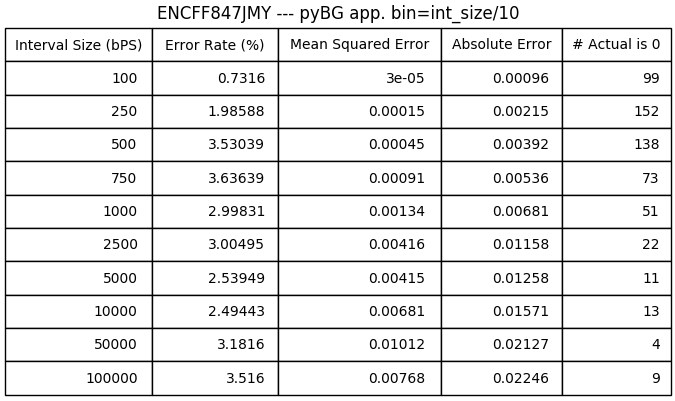 ENCFF847JMY --- pyBG app. bin=int_size/10
Interval Size (bPS) Error Rate (%) Mean Squared Error Absolute Error # Actual is 0
100 0.7316 3e-05 0.00096 99
250 1.98588 0.00015 0.00215 152
500 3.53039 0.00045 0.00392 138
750 3.63639 0.00091 0.00536 73
1000 2.99831 0.00134 0.00681 51
2500 3.00495 0.00416 0.01158 22
5000 2.53949 0.00415 0.01258 11
10000 2.49443 0.00681 0.01571 13
50000 3.1816 0.01012 0.02127 4
100000 3.516 0.00768 0.02246 9